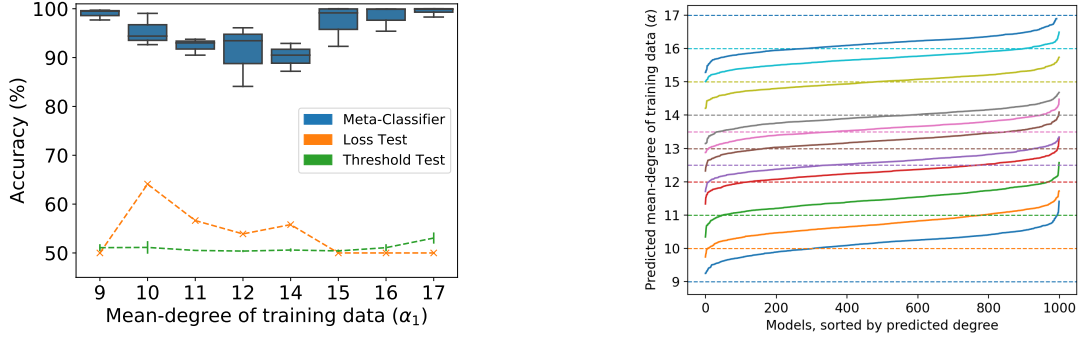 100
90
80
70
60
50
Accuracy (%)
Meta-Classifier
Loss Test
Threshold Test
9 10 11 12 14 15 16 17
Mean-degree of training data (α₁)
17
16
15
14
13
12
11
10
9
Predicted mean-degree of training data (α)
0 200 400 600 800 1000
Models, sorted by predicted degree